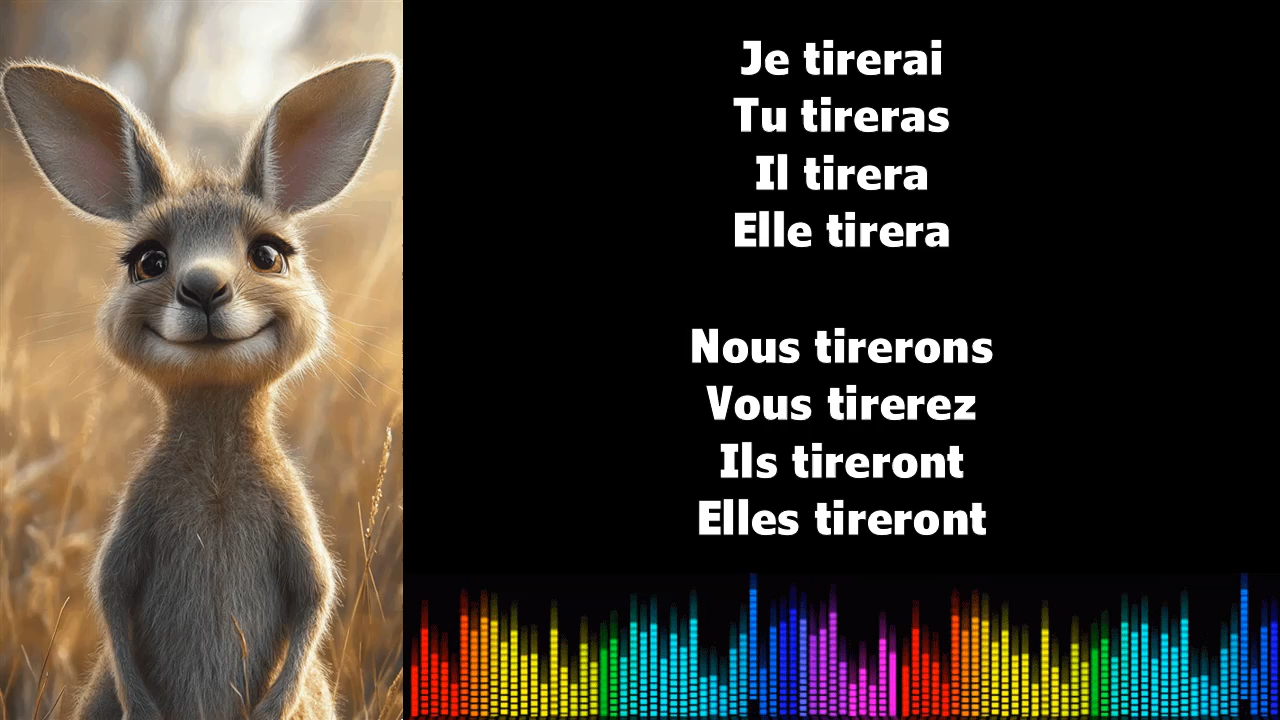 Je tirerai
Tu tireras
Il tirera
Elle tirera
Nous tirerons
Vous tirerez
Ils tireront
Elles tireront